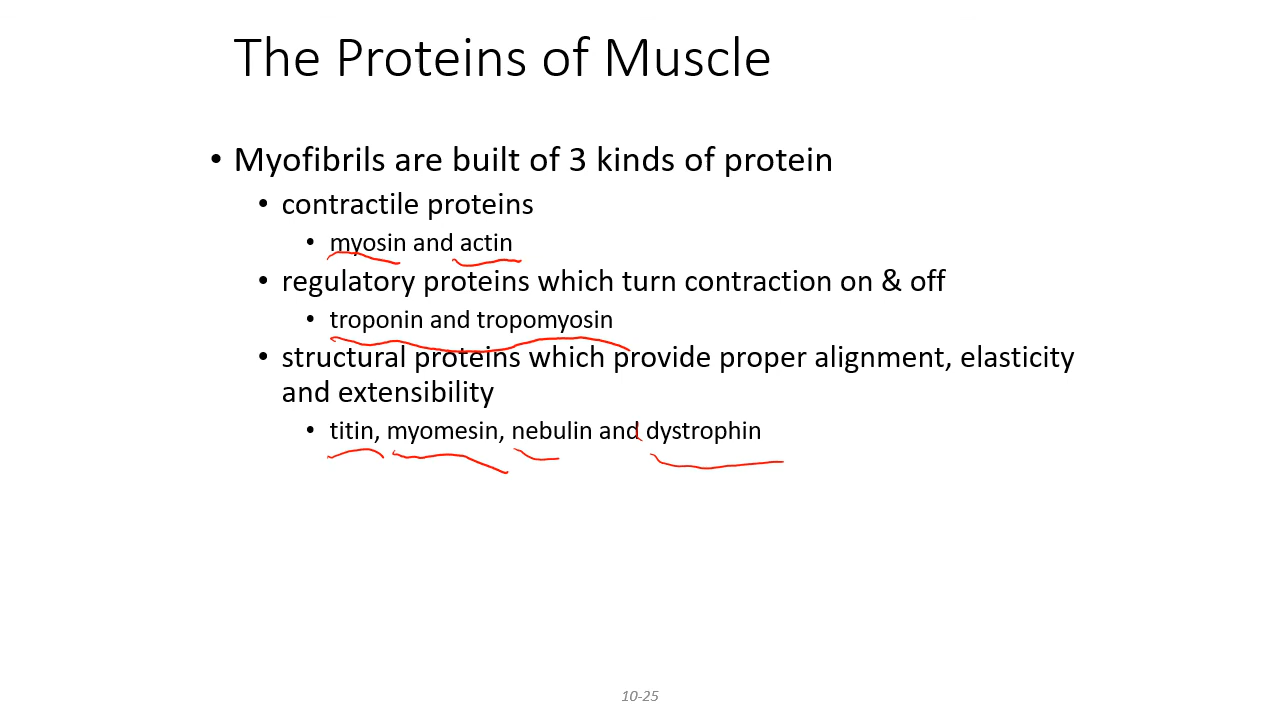 The Proteins of Muscle
• Myofibrils are built of 3 kinds of protein
• contractile proteins
• myosin and actin
• regulatory proteins which turn contraction on & off
• troponin and tropomyosin
• structural proteins which provide proper alignment, elasticity
and extensibility
• titin, myomesin, nebulin and dystrophin
10-25